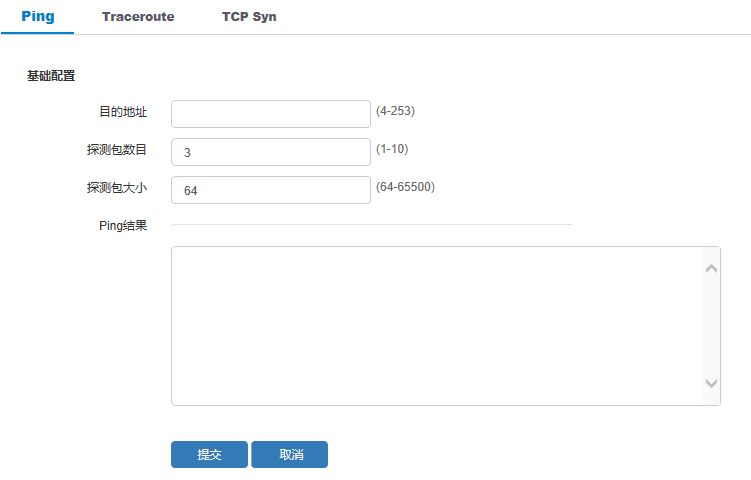 Ping Traceroute TCP Syn
基础配置
目的地址 (4-253)
探测包数目 3 (1-10)
探测包大小 64 (64-65500)
Ping结果
提交 取消